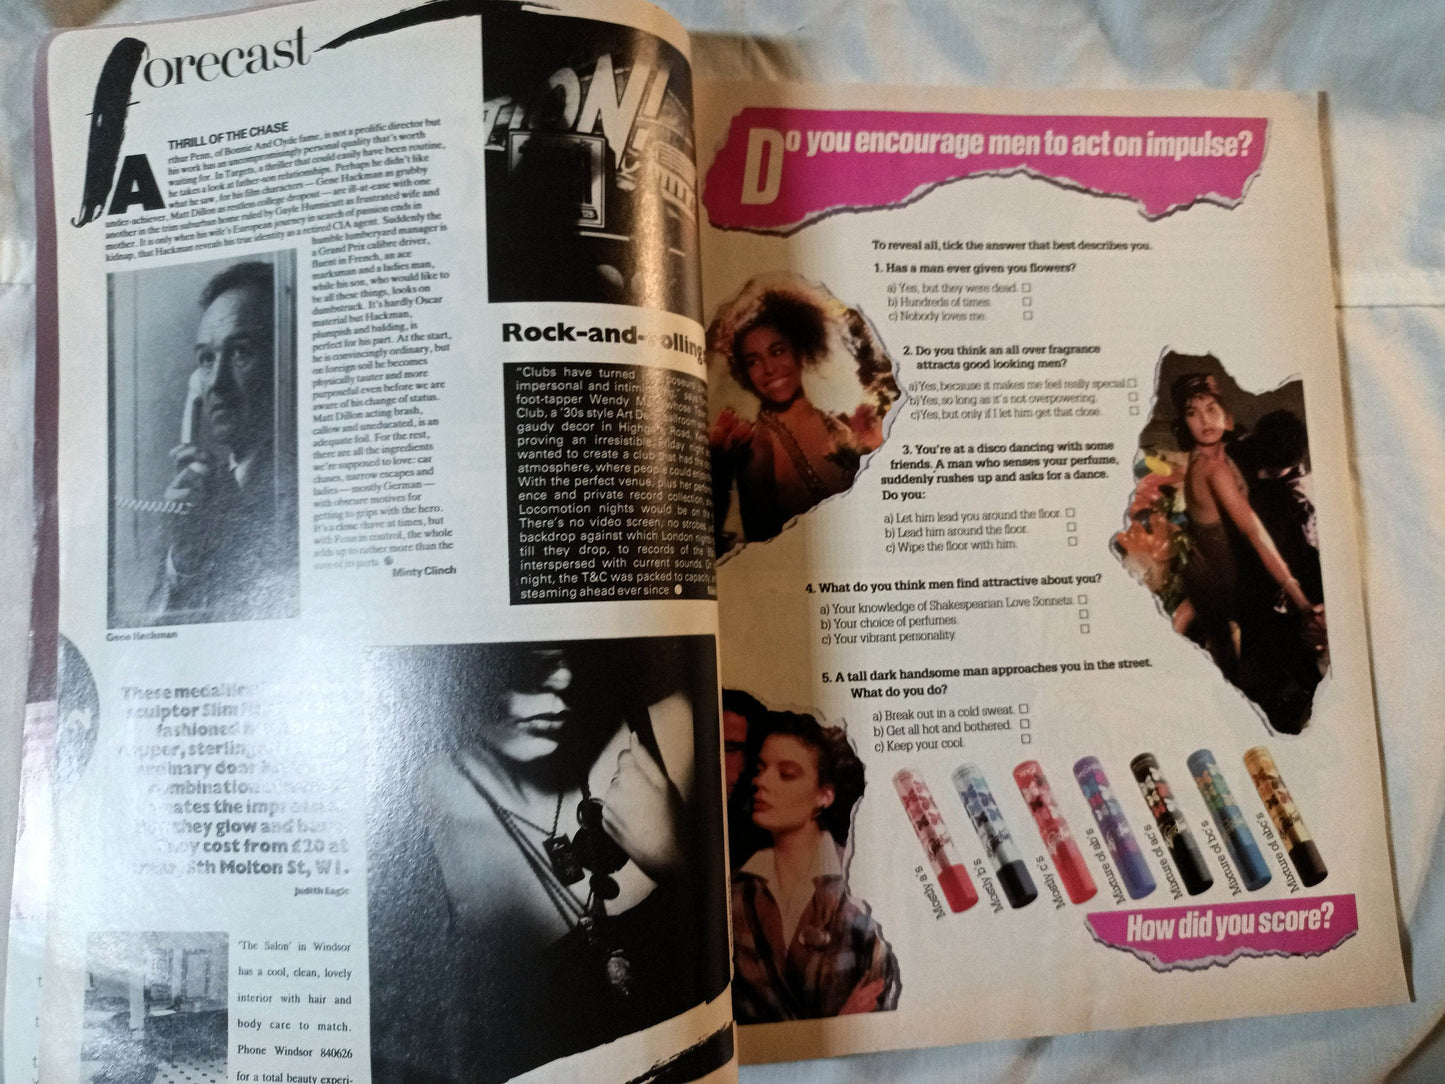 Forecast
THRILL OF THE CHASE
Arthur Penn, of Bonnie And Clyde fame, is not a prolific director but
his work has an uncompromisingly personal quality that's worth
waiting for. In Targets, a thriller that could easily have been routine,
he takes a look at father-son relationships. Perhaps he didn't like
what he saw, for his film characters — Gene Hackman as grubby
under-achiever, Matt Dillon as restless college dropout — are ill-at-ease with one
another in the trim suburban home ruled by Gayle Hunnicutt as frustrated wife and
mother. It is only when his wife's European journey in search of passion ends in
kidnap, that Hackman reveals his true identity as a retired CIA agent. Suddenly the
humble lumberyard manager is
a Grand Prix calibre driver,
fluent in French, an ace
marksman and a ladies man,
while his son, who would like to
be all these things, looks on
dumbstruck. It's hardly Oscar
material but Hackman,
plumpish and balding, is
perfect for his part. At the start,
he is convincingly ordinary, but
on foreign soil he becomes
physically tauter and more
purposeful even before we are
aware of his change of status.
Matt Dillon acting brash,
callow and uneducated, is an
adequate foil. For the rest,
there are all the ingredients
we're supposed to love: car
chases, narrow escapes and
ladies — mostly German —
with obscure motives for
getting to grips with the hero.
It's a close shave at times, but
with Penn in control, the whole
adds up to rather more than the
sum of its parts
Minty Clinch
Gene Hackman
These
sculptor Slim
fashioned
sterling
ordinary door
combination
they glow and
cost from £20 at
Sth Molton St, W1.
Judith Eagle
'The Salon' in Windsor
has a cool, clean, lovely
interior with hair and
body care to match.
Phone Windsor 840626
for a total beauty experi-
TION!
Rock-and-rolling
"Clubs have turned
impersonal and
foot-tapper Wendy
Club, a '30s style Art
gaudy decor in Road,
proving an irresistible Friday
wanted to create a club that had
atmosphere, where people could
With the perfect venue, plus her
ence and private record collection,
Locomotion nights would be on
There's no video screen, no strobes,
backdrop against which London
till they drop, to records of the
interspersed with current sounds.
night, the T&C was packed to capacity
steaming ahead ever since
Do you encourage men to act on impulse?
To reveal all, tick the answer that best describes you.
1. Has a man ever given you flowers?
a) Yes, but they were dead.
b) Hundreds of times.
c) Nobody loves me.
2. Do you think an all over fragrance
attracts good looking men?
a) Yes, because it makes me feel really special.
b) Yes, so long as it's not overpowering.
c) Yes, but only if I let him get that close.
3. You're at a disco dancing with some
friends. A man who senses your perfume,
suddenly rushes up and asks for a dance.
Do you:
a) Let him lead you around the floor.
b) Lead him around the floor.
c) Wipe the floor with him.
4. What do you think men find attractive about you?
a) Your knowledge of Shakespearian Love Sonnets.
b) Your choice of perfumes.
c) Your vibrant personality.
5. A tall dark handsome man approaches you in the street.
What do you do?
a) Break out in a cold sweat.
b) Get all hot and bothered.
c) Keep your cool.
Mostly a's
Mostly b's
Mostly c's
Mixture of ab's
Mixture of ac's
Mixture of bc's
Mixture of abc's
How did you score?